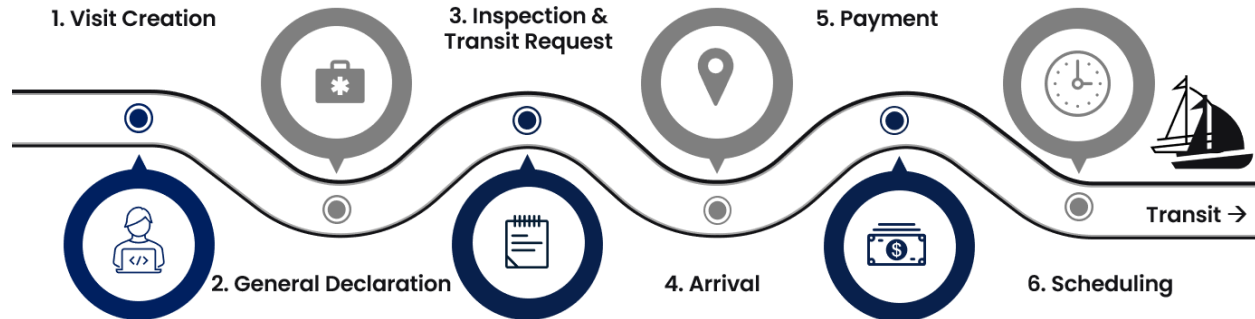 1. Visit Creation
2. General Declaration
3. Inspection &
Transit Request
4. Arrival
5. Payment
6. Scheduling
Transit →
</>
$